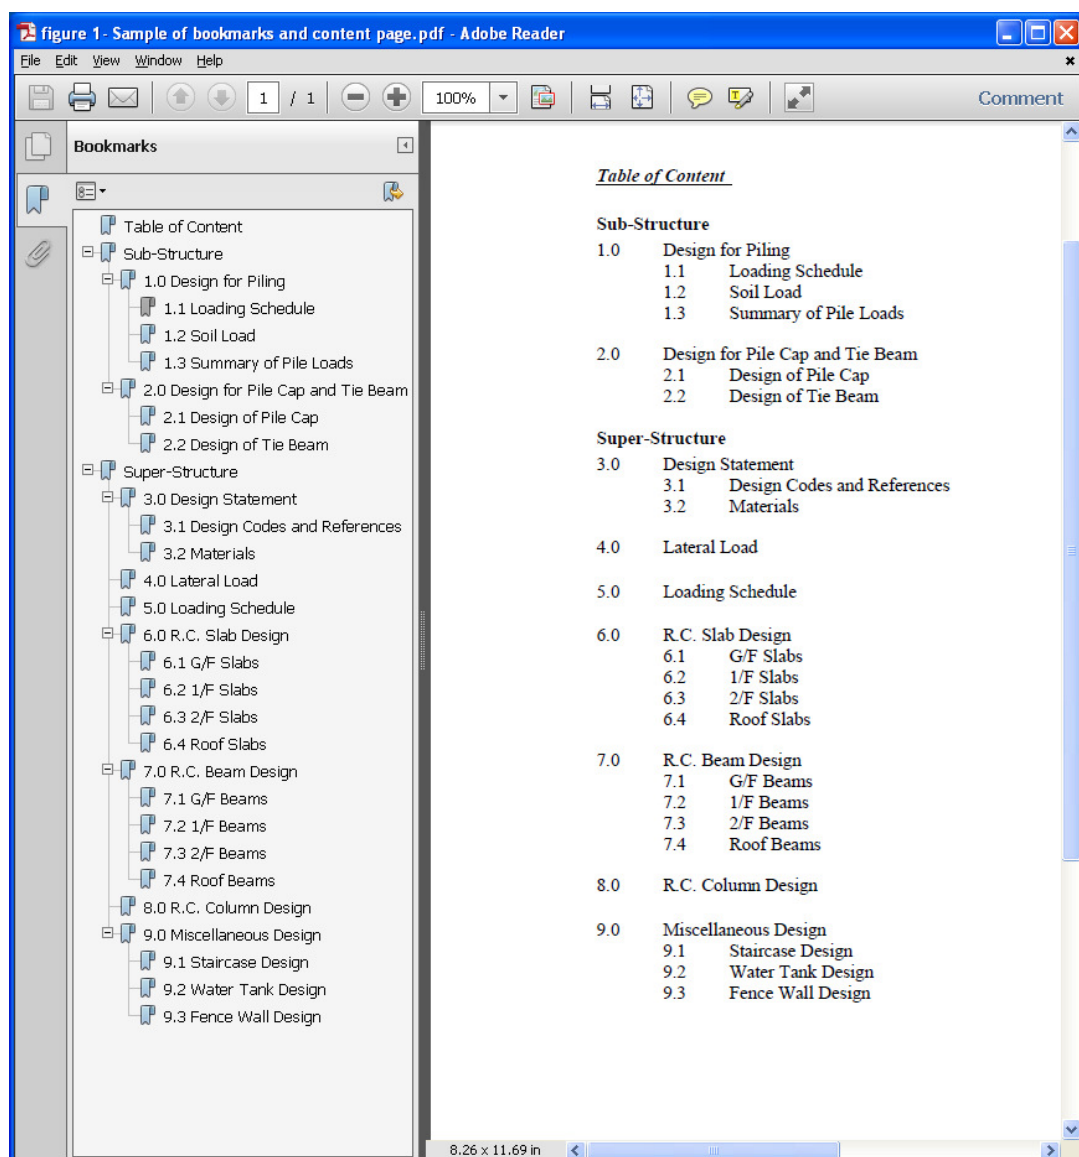 figure 1- Sample of bookmarks and content page.pdf - Adobe Reader
File Edit View Window Help
1 / 1 100% Comment
Bookmarks
Table of Content
Sub-Structure
1.0 Design for Piling
1.1 Loading Schedule
1.2 Soil Load
1.3 Summary of Pile Loads
2.0 Design for Pile Cap and Tie Beam
2.1 Design of Pile Cap
2.2 Design of Tie Beam
Super-Structure
3.0 Design Statement
3.1 Design Codes and References
3.2 Materials
4.0 Lateral Load
5.0 Loading Schedule
6.0 R.C. Slab Design
6.1 G/F Slabs
6.2 1/F Slabs
6.3 2/F Slabs
6.4 Roof Slabs
7.0 R.C. Beam Design
7.1 G/F Beams
7.2 1/F Beams
7.3 2/F Beams
7.4 Roof Beams
8.0 R.C. Column Design
9.0 Miscellaneous Design
9.1 Staircase Design
9.2 Water Tank Design
9.3 Fence Wall Design
Table of Content
Sub-Structure
1.0 Design for Piling
1.1 Loading Schedule
1.2 Soil Load
1.3 Summary of Pile Loads
2.0 Design for Pile Cap and Tie Beam
2.1 Design of Pile Cap
2.2 Design of Tie Beam
Super-Structure
3.0 Design Statement
3.1 Design Codes and References
3.2 Materials
4.0 Lateral Load
5.0 Loading Schedule
6.0 R.C. Slab Design
6.1 G/F Slabs
6.2 1/F Slabs
6.3 2/F Slabs
6.4 Roof Slabs
7.0 R.C. Beam Design
7.1 G/F Beams
7.2 1/F Beams
7.3 2/F Beams
7.4 Roof Beams
8.0 R.C. Column Design
9.0 Miscellaneous Design
9.1 Staircase Design
9.2 Water Tank Design
9.3 Fence Wall Design
8.26 x 11.69 in